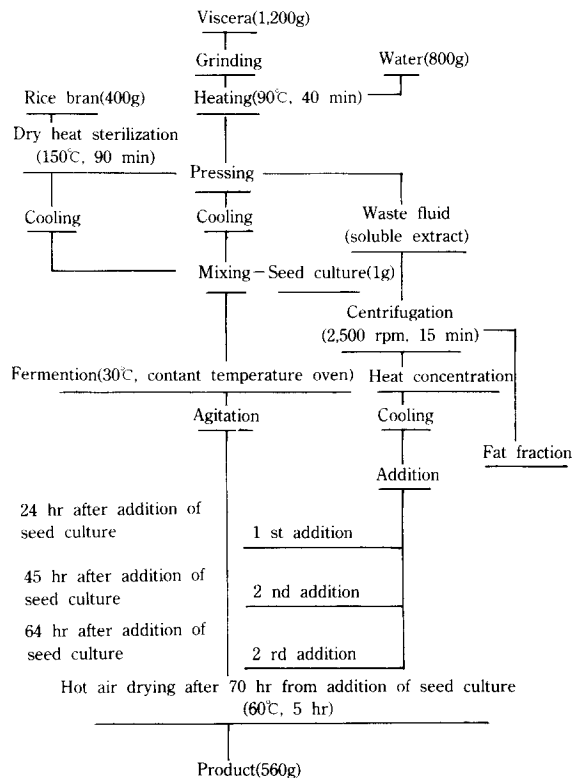 Viscera(1,200g)
Grinding
Water(800g)
Rice bran(400g)
Heating(90℃, 40 min)
Dry heat sterilization
(150℃, 90 min)
Pressing
Cooling
Cooling
Waste fluid
(soluble extract)
Mixing－Seed culture(1g)
Centrifugation
(2,500 rpm, 15 min)
Fermention(30℃, contant temperature oven)
Heat concentration
Agitation
Cooling
Fat fraction
Addition
24 hr after addition of
seed culture
1 st addition
45 hr after addition of
seed culture
2 nd addition
64 hr after addition of
seed culture
2 rd addition
Hot air drying after 70 hr from addition of seed culture
(60℃, 5 hr)
Product(560g)